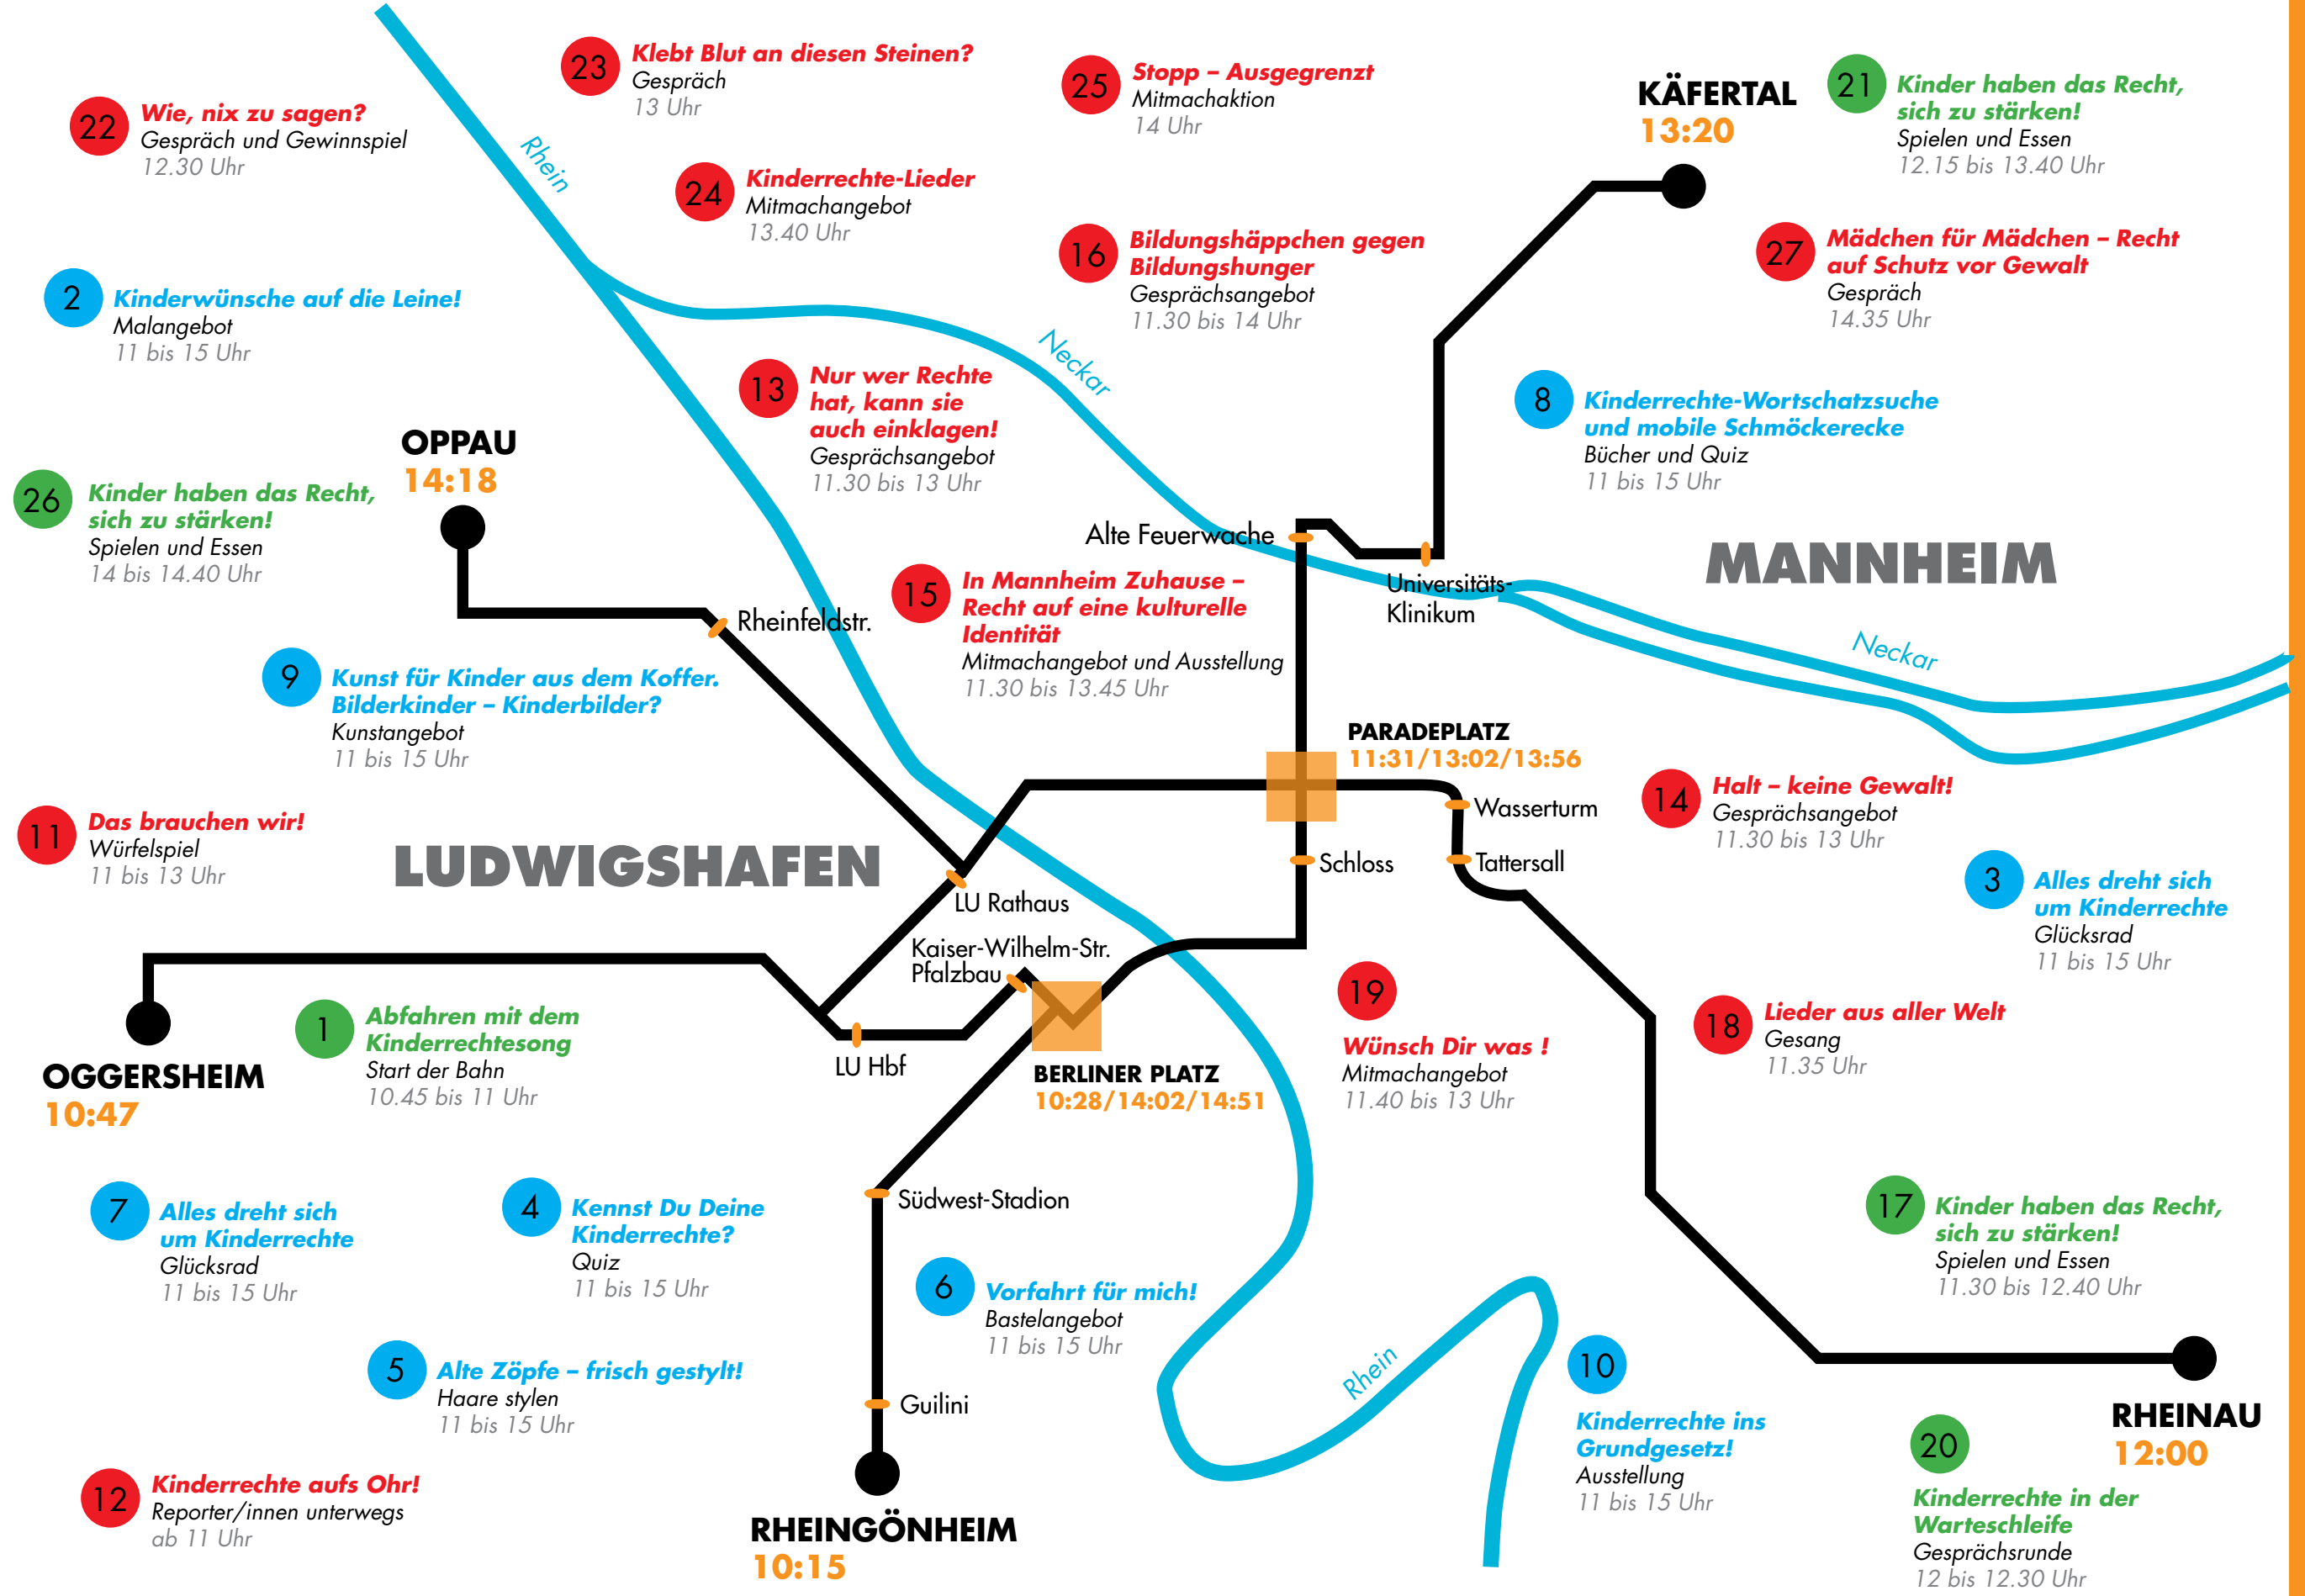 23
Klebt Blut an diesen Steinen?
Gespräch
13 Uhr
25
Stopp – Ausgegrenzt
Mitmachaktion
14 Uhr
KÄFERTAL
13:20
21
Kinder haben das Recht,
sich zu stärken!
Spielen und Essen
12.15 bis 13.40 Uhr
22
Wie, nix zu sagen?
Gespräch und Gewinnspiel
12.30 Uhr
Rhein
24
Kinderrechte-Lieder
Mitmachangebot
13.40 Uhr
16
Bildungshäppchen gegen
Bildungshunger
Gesprächsangebot
11.30 bis 14 Uhr
27
Mädchen für Mädchen – Recht
auf Schutz vor Gewalt
Gespräch
14.35 Uhr
2
Kinderwünsche auf die Leine!
Malangebot
11 bis 15 Uhr
Neckar
13
Nur wer Rechte
hat, kann sie
auch einklagen!
Gesprächsangebot
11.30 bis 13 Uhr
8
Kinderrechte-Wortschatzsuche
und mobile Schmöckerecke
Bücher und Quiz
11 bis 15 Uhr
OPPAU
14:18
26
Kinder haben das Recht,
sich zu stärken!
Spielen und Essen
14 bis 14.40 Uhr
Alte Feuerwache
MANNHEIM
15
In Mannheim Zuhause –
Recht auf eine kulturelle
Identität
Mitmachangebot und Ausstellung
11.30 bis 13.45 Uhr
Universitäts-
Klinikum
Rheinfeldstr.
Neckar
9
Kunst für Kinder aus dem Koffer.
Bilderkinder – Kinderbilder?
Kunstangebot
11 bis 15 Uhr
PARADEPLATZ
11:31/13:02/13:56
Wasserturm
14
Halt – keine Gewalt!
Gesprächsangebot
11.30 bis 13 Uhr
11
Das brauchen wir!
Würfelspiel
11 bis 13 Uhr
LUDWIGSHAFEN
Schloss
Tattersall
3
Alles dreht sich
um Kinderrechte
Glücksrad
11 bis 15 Uhr
LU Rathaus
Kaiser-Wilhelm-Str.
Pfalzbau
19
Wünsch Dir was !
Mitmachangebot
11.40 bis 13 Uhr
18
Lieder aus aller Welt
Gesang
11.35 Uhr
OGGERSHEIM
10:47
1
Abfahren mit dem
Kinderrechtesong
Start der Bahn
10.45 bis 11 Uhr
LU Hbf
BERLINER PLATZ
10:28/14:02/14:51
7
Alles dreht sich
um Kinderrechte
Glücksrad
11 bis 15 Uhr
4
Kennst Du Deine
Kinderrechte?
Quiz
11 bis 15 Uhr
Südwest-Stadion
17
Kinder haben das Recht,
sich zu stärken!
Spielen und Essen
11.30 bis 12.40 Uhr
6
Vorfahrt für mich!
Bastelangebot
11 bis 15 Uhr
5
Alte Zöpfe – frisch gestylt!
Haare stylen
11 bis 15 Uhr
Rhein
Guilini
10
Kinderrechte ins
Grundgesetz!
Ausstellung
11 bis 15 Uhr
RHEINAU
12:00
20
Kinderrechte in der
Warteschleife
Gesprächsrunde
12 bis 12.30 Uhr
12
Kinderrechte aufs Ohr!
Reporter/innen unterwegs
ab 11 Uhr
RHEINGÖNHEIM
10:15